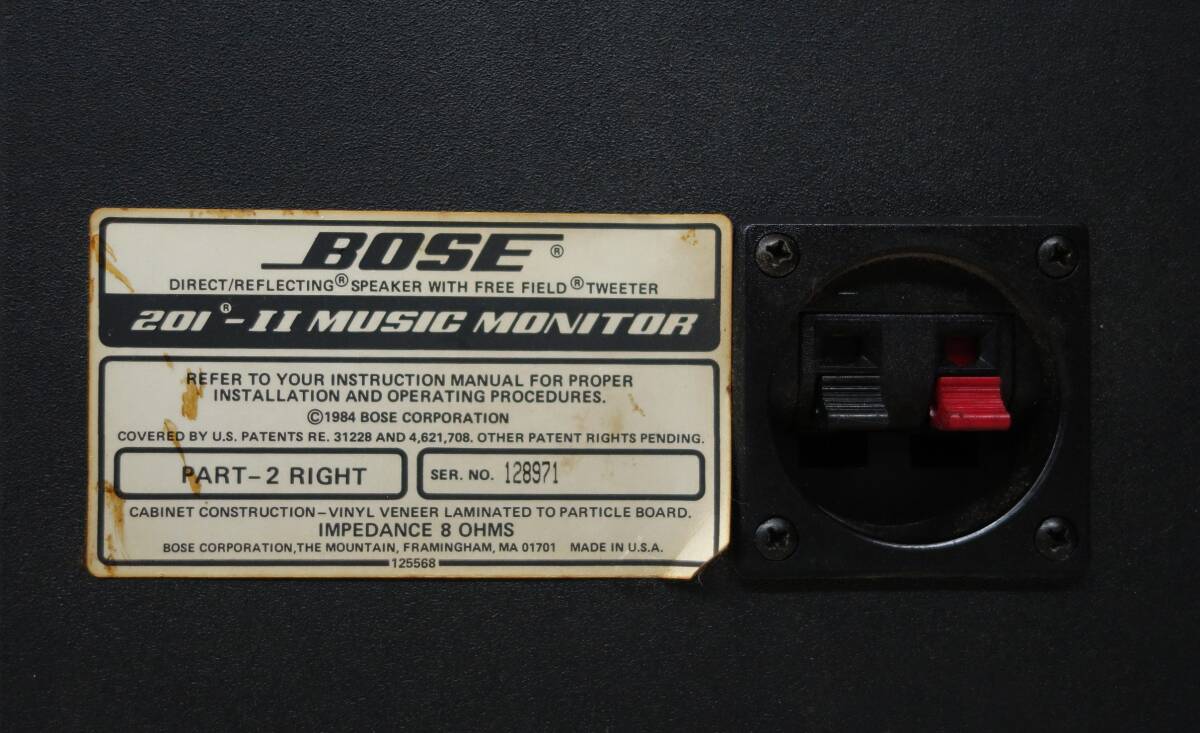 BOSE®
DIRECT/REFLECTING® SPEAKER WITH FREE FIELD® TWEETER
201®-II MUSIC MONITOR
REFER TO YOUR INSTRUCTION MANUAL FOR PROPER
INSTALLATION AND OPERATING PROCEDURES.
©1984 BOSE CORPORATION
COVERED BY U.S. PATENTS RE. 31228 AND 4,621,708. OTHER PATENT RIGHTS PENDING.
PART-2 RIGHT
SER. NO. 128971
CABINET CONSTRUCTION-VINYL VENEER LAMINATED TO PARTICLE BOARD.
IMPEDANCE 8 OHMS
BOSE CORPORATION, THE MOUNTAIN, FRAMINGHAM, MA 01701 MADE IN U.S.A.
125568